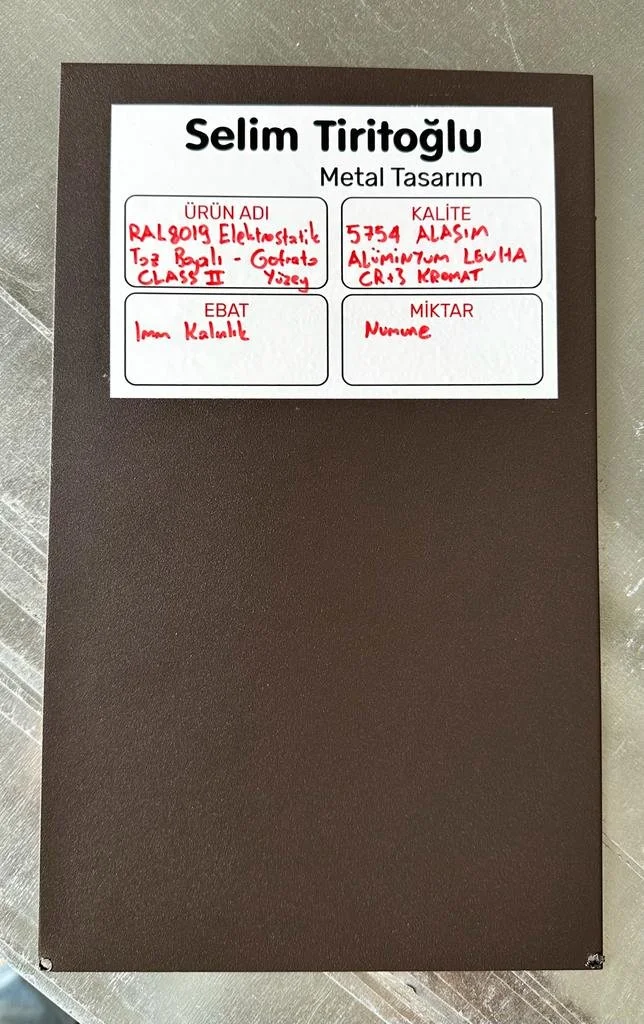 Selim Tiritoğlu
Metal Tasarım
ÜRÜN ADI
RAL8019 Elektrostatik
Toz Boyalı - Gofrato
CLASS II Yüzey
KALİTE
5754 ALAŞIM
ALÜMİNYUM LEVHA
CR+3 KROMAT
EBAT
1mm Kalınlık
MİKTAR
Numune